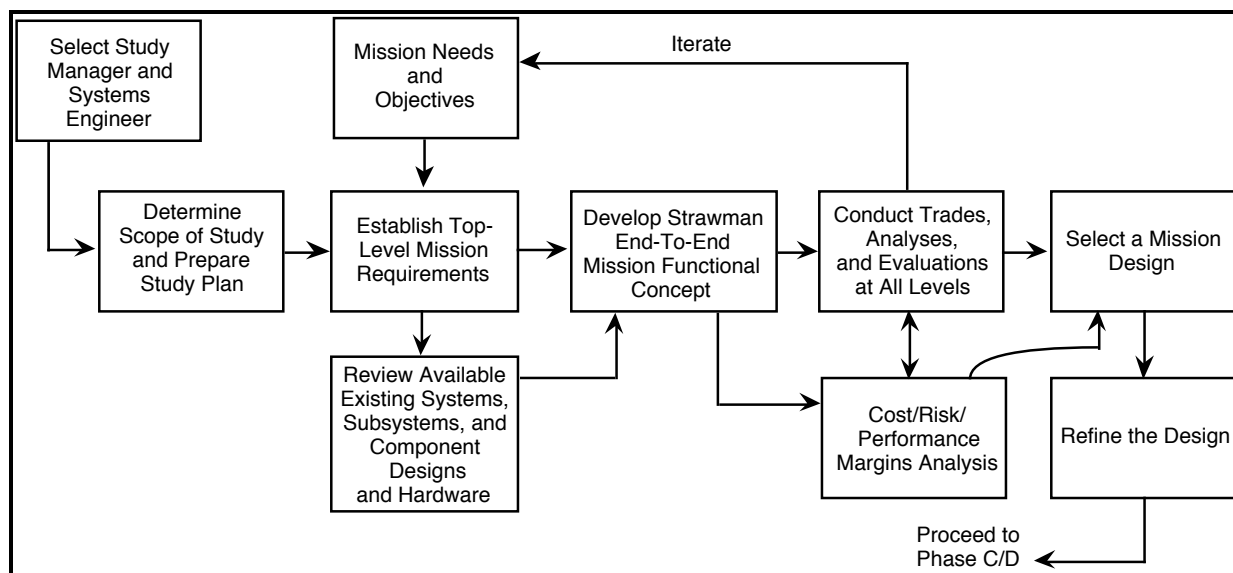 Select Study
Manager and
Systems
Engineer
Mission Needs
and
Objectives
Iterate
Determine
Scope of Study
and Prepare
Study Plan
Establish Top-
Level Mission
Requirements
Develop Strawman
End-To-End
Mission Functional
Concept
Conduct Trades,
Analyses,
and Evaluations
at All Levels
Select a Mission
Design
Review Available
Existing Systems,
Subsystems, and
Component
Designs
and Hardware
Cost/Risk/
Performance
Margins Analysis
Refine the Design
Proceed to
Phase C/D